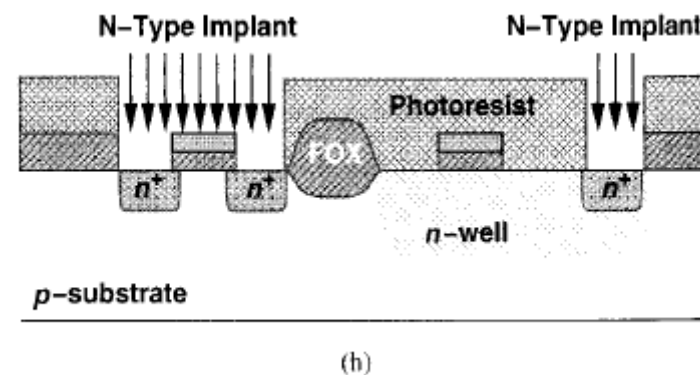 N-Type Implant
N-Type Implant
Photoresist
FOX
n+
n+
n+
n-well
p-substrate
(h)